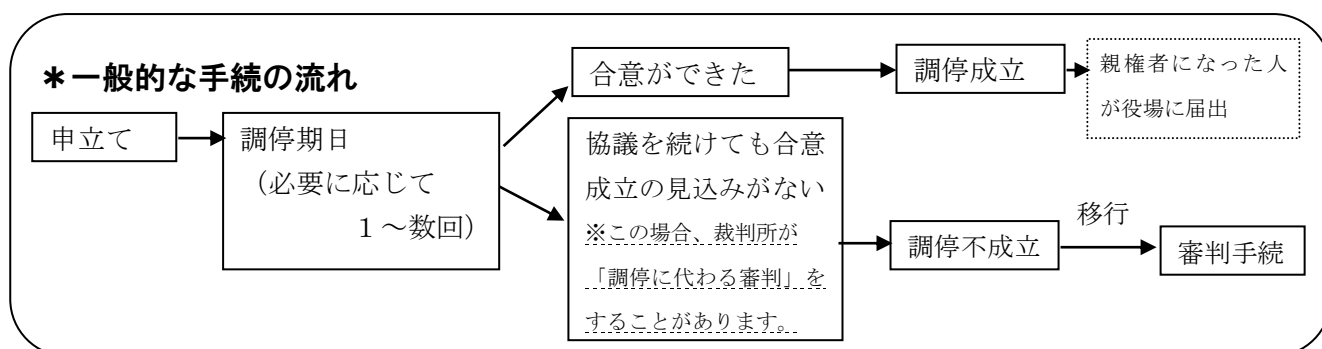 ＊一般的な手続の流れ
申立て
調停期日
（必要に応じて
１～数回）
合意ができた
調停成立
親権者になった人
が役場に届出
協議を続けても合意
成立の見込みがない
※この場合、裁判所が
「調停に代わる審判」を
することがあります。
調停不成立
移行
審判手続